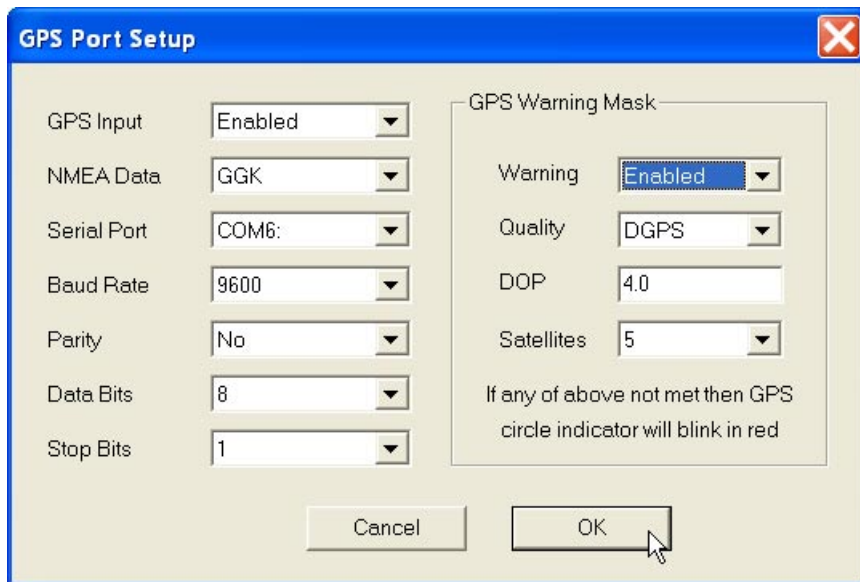 GPS Port Setup
GPS Input Enabled
NMEA Data GGK
Serial Port COM6:
Baud Rate 9600
Parity No
Data Bits 8
Stop Bits 1
GPS Warning Mask
Warning Enabled
Quality DGPS
DOP 4.0
Satellites 5
If any of above not met then GPS
circle indicator will blink in red
Cancel OK